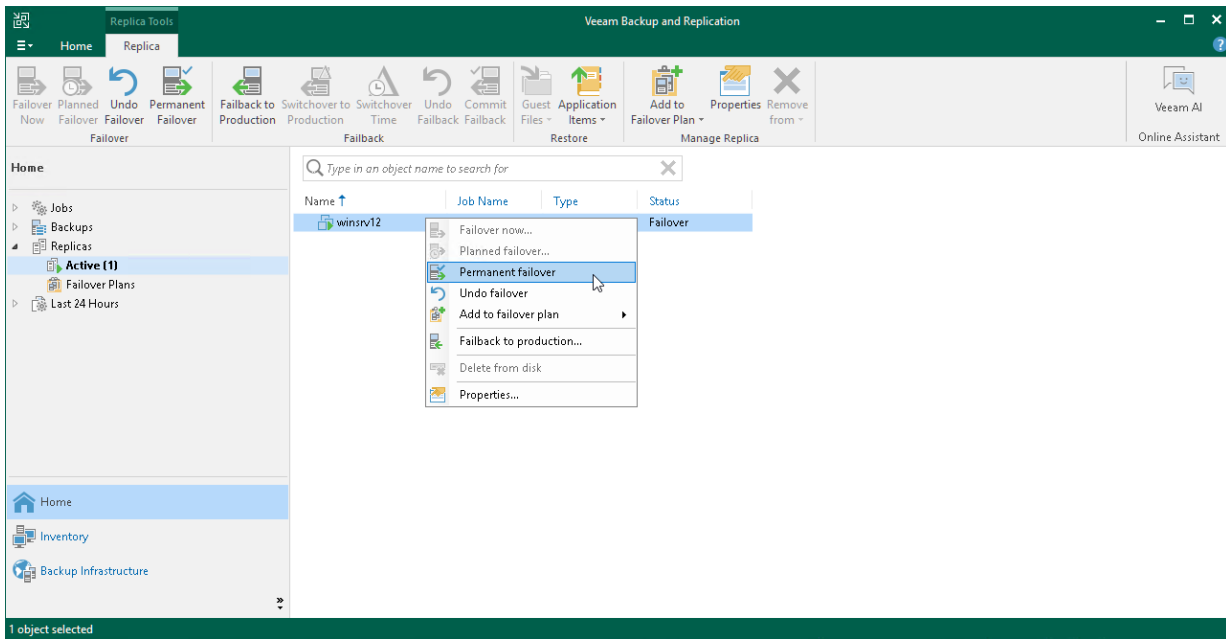 Replica Tools
Veeam Backup and Replication
Home Replica
Failover Now Planned Failover Undo Failover Permanent Failover
Failback to Production Switchover to Production Switchover Time Undo Failback Commit Failback
Guest Files Application Items
Add to Failover Plan Properties Remove from
Veeam AI
Failover Failback Restore Manage Replica Online Assistant
Home
Type in an object name to search for
Name Job Name Type Status
winsrv12 Failover
Jobs
Backups
Replicas
Active (1)
Failover Plans
Last 24 Hours
Failover now...
Planned failover...
Permanent failover
Undo failover
Add to failover plan
Failback to production...
Delete from disk
Properties...
Home
Inventory
Backup Infrastructure
1 object selected